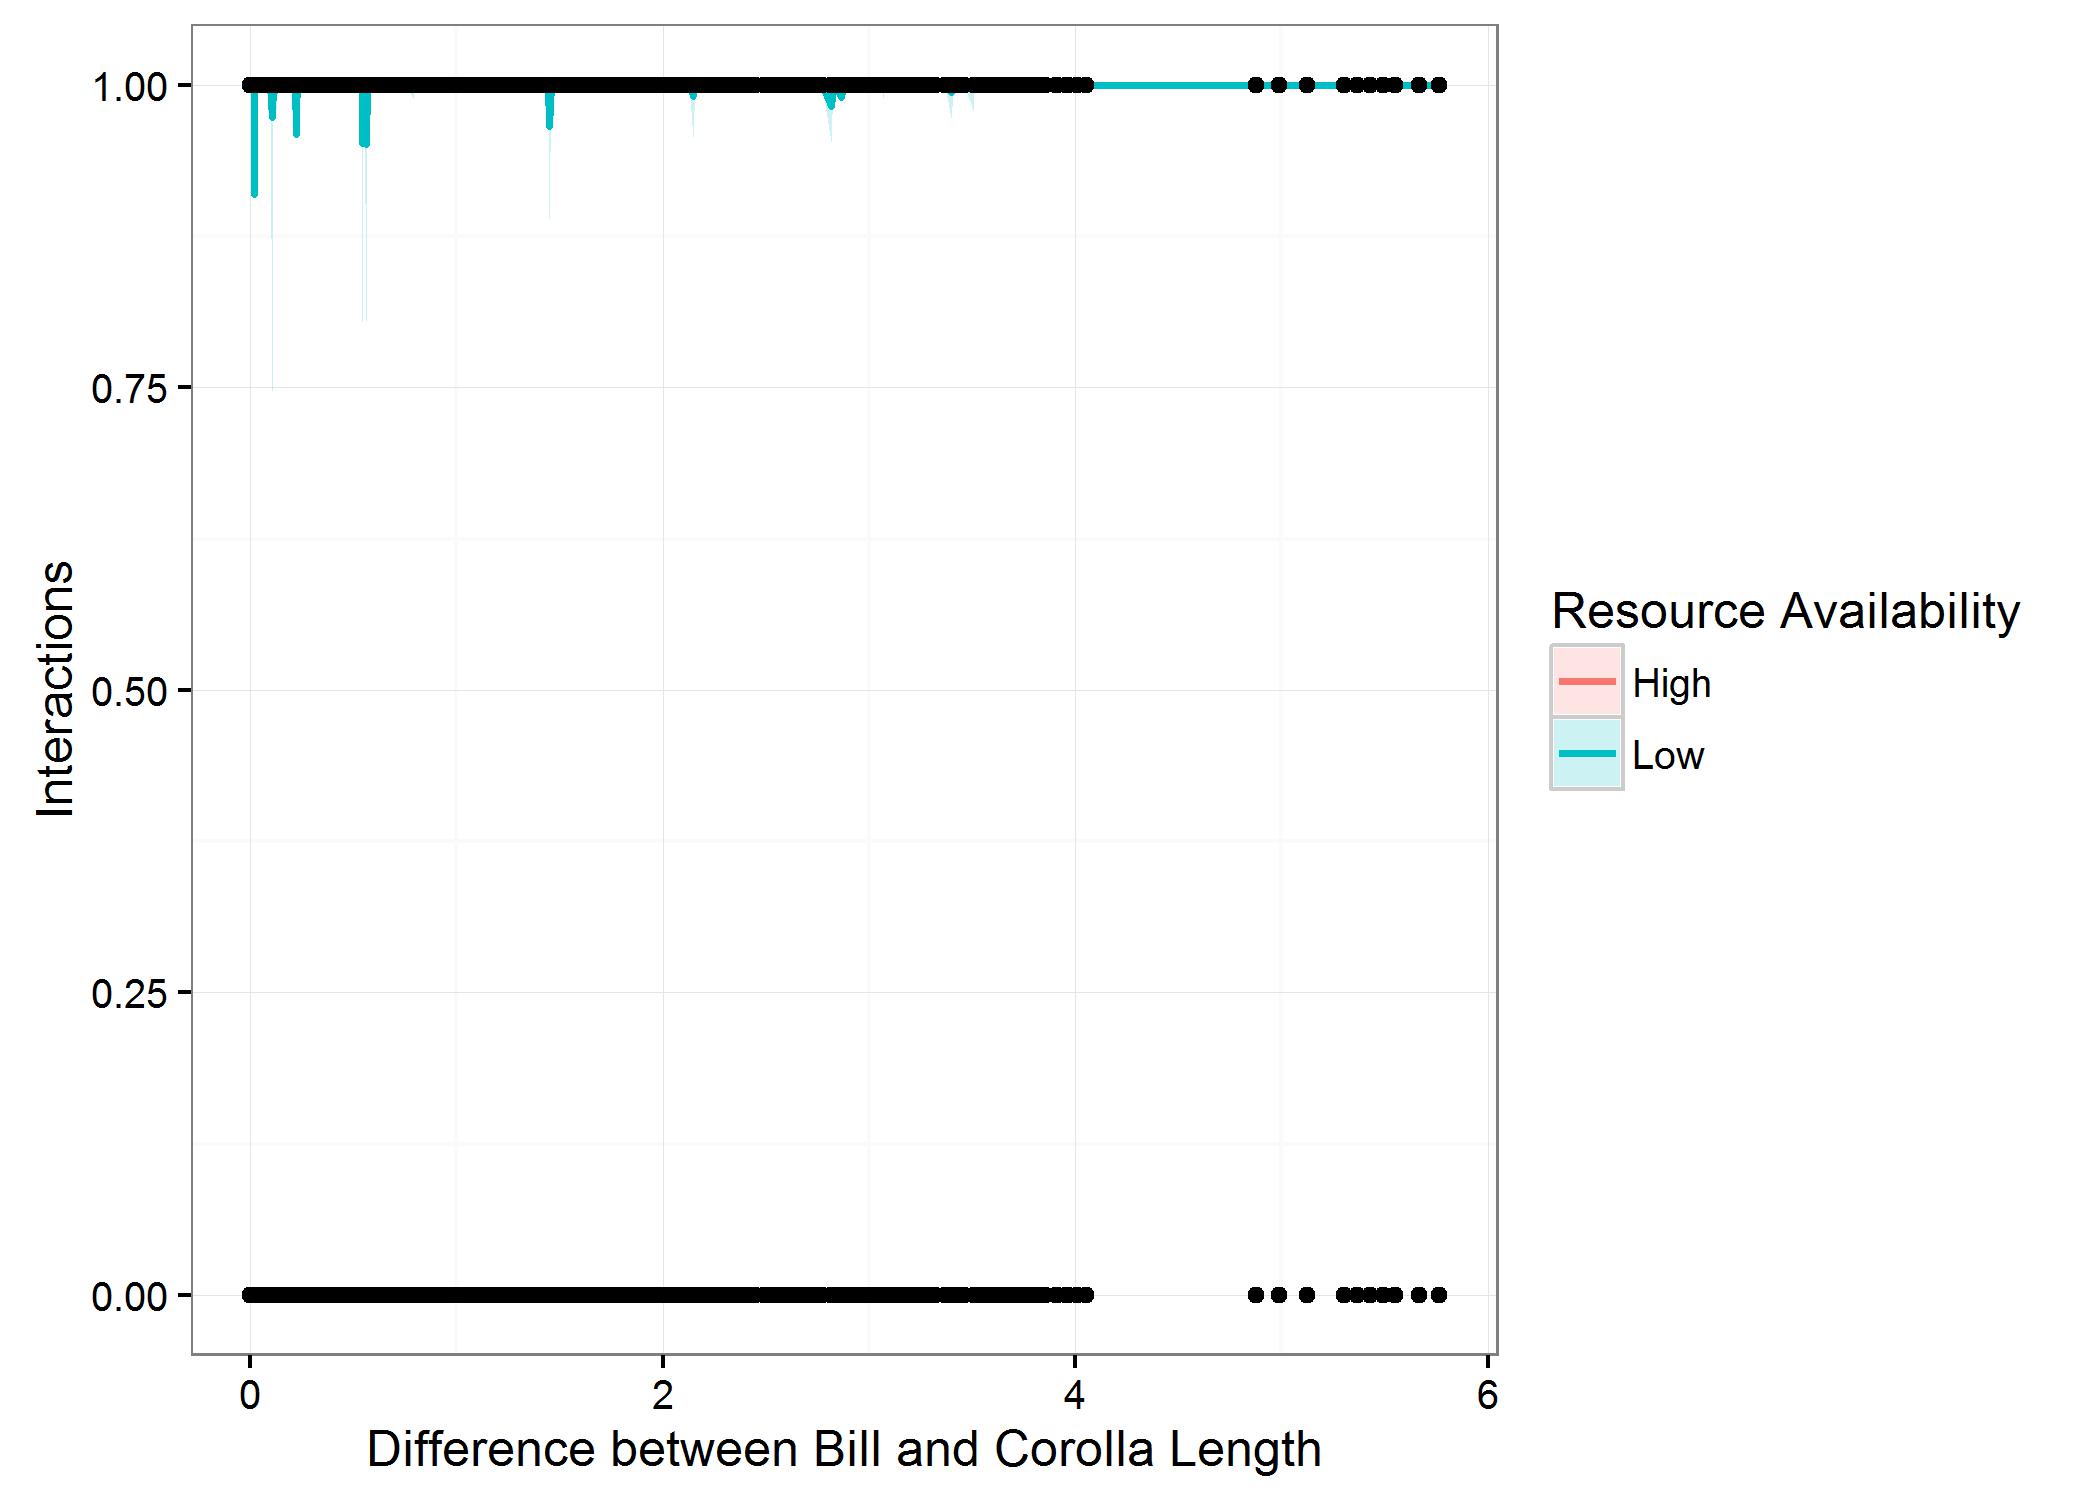 1.00
0.75
0.50
0.25
0.00
Interactions
0 2 4 6
Difference between Bill and Corolla Length
Resource Availability
High
Low